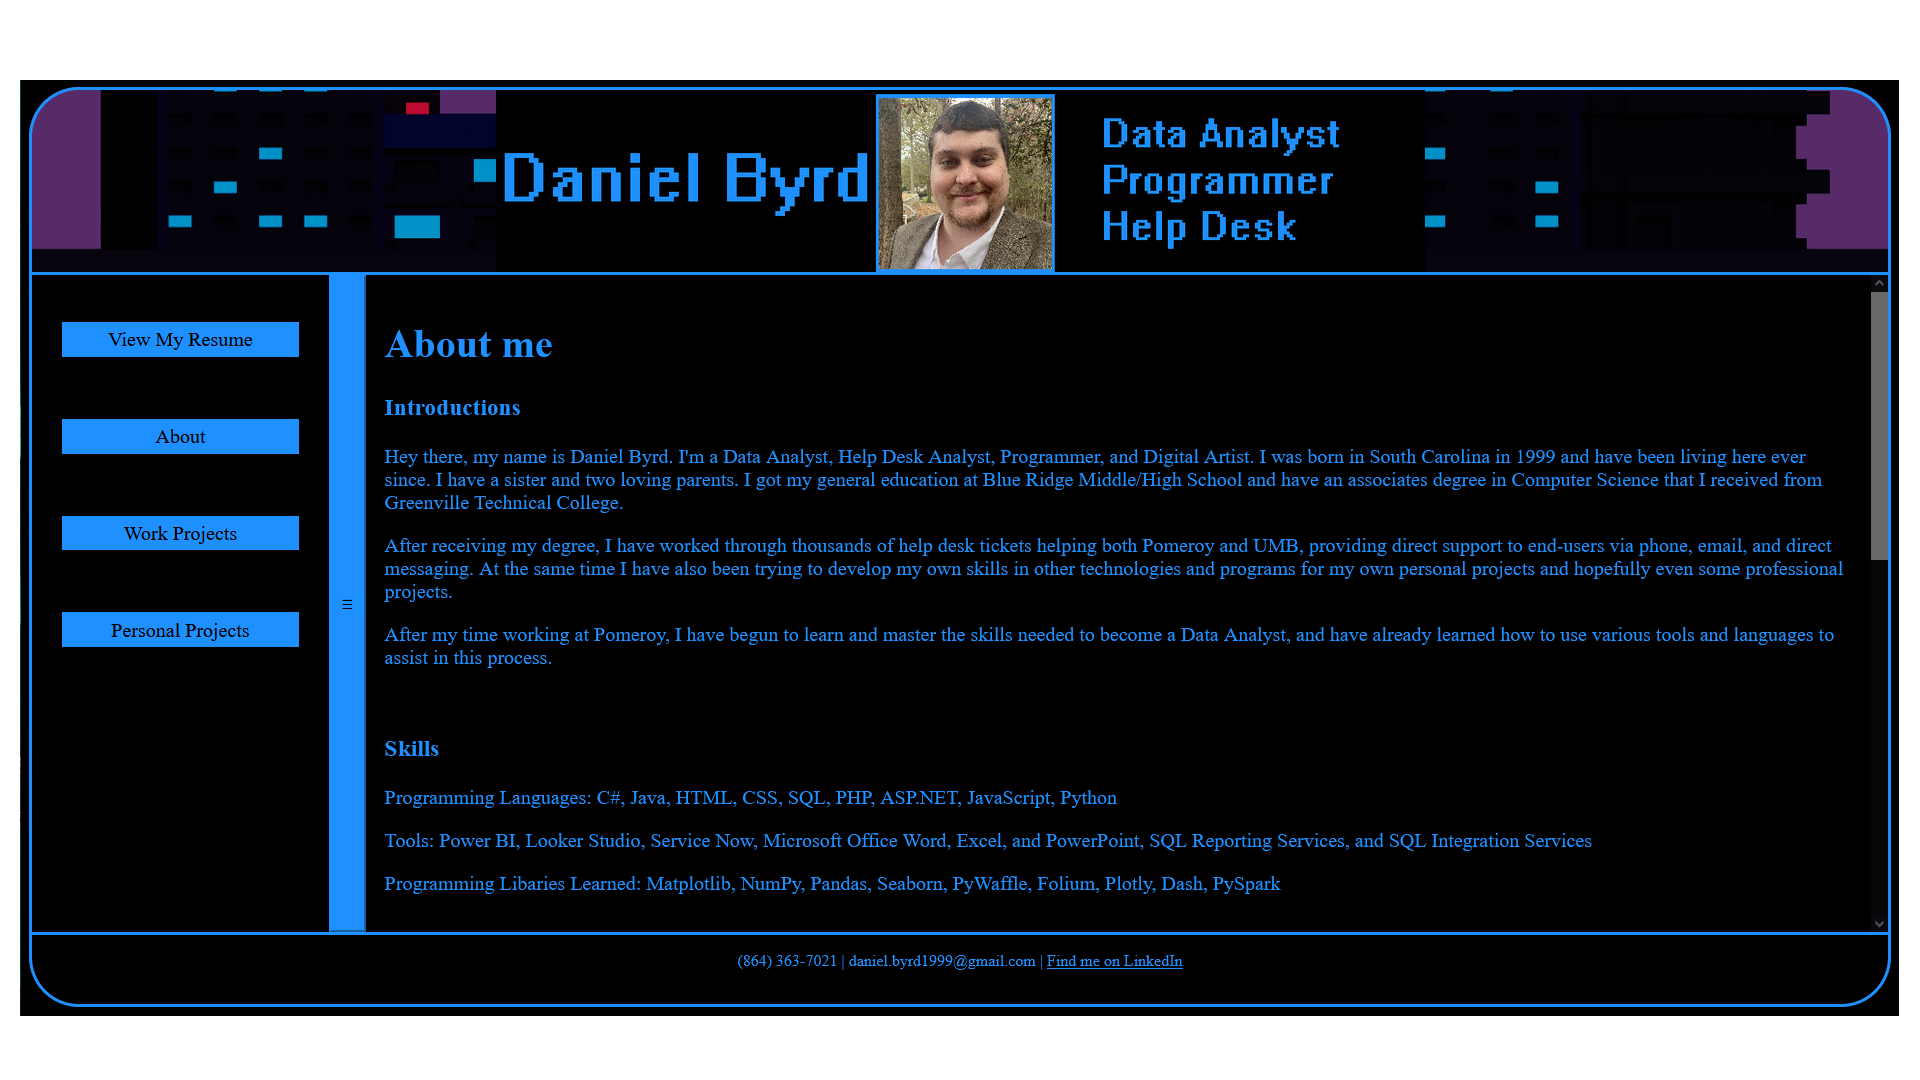 Daniel Byrd
Data Analyst
Programmer
Help Desk
View My Resume
About
Work Projects
Personal Projects
☰
About me
Introductions
Hey there, my name is Daniel Byrd. I'm a Data Analyst, Help Desk Analyst, Programmer, and Digital Artist. I was born in South Carolina in 1999 and have been living here ever
since. I have a sister and two loving parents. I got my general education at Blue Ridge Middle/High School and have an associates degree in Computer Science that I received from
Greenville Technical College.
After receiving my degree, I have worked through thousands of help desk tickets helping both Pomeroy and UMB, providing direct support to end-users via phone, email, and direct
messaging. At the same time I have also been trying to develop my own skills in other technologies and programs for my own personal projects and hopefully even some professional
projects.
After my time working at Pomeroy, I have begun to learn and master the skills needed to become a Data Analyst, and have already learned how to use various tools and languages to
assist in this process.
Skills
Programming Languages: C#, Java, HTML, CSS, SQL, PHP, ASP.NET, JavaScript, Python
Tools: Power BI, Looker Studio, Service Now, Microsoft Office Word, Excel, and PowerPoint, SQL Reporting Services, and SQL Integration Services
Programming Libaries Learned: Matplotlib, NumPy, Pandas, Seaborn, PyWaffle, Folium, Plotly, Dash, PySpark
(864) 363-7021 | daniel.byrd1999@gmail.com | Find me on LinkedIn